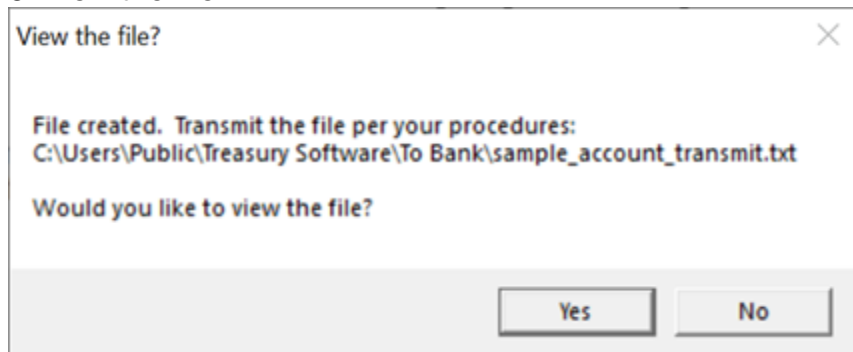 View the file?
File created. Transmit the file per your procedures:
C:\Users\Public\Treasury Software\To Bank\sample_account_transmit.txt
Would you like to view the file?
Yes No